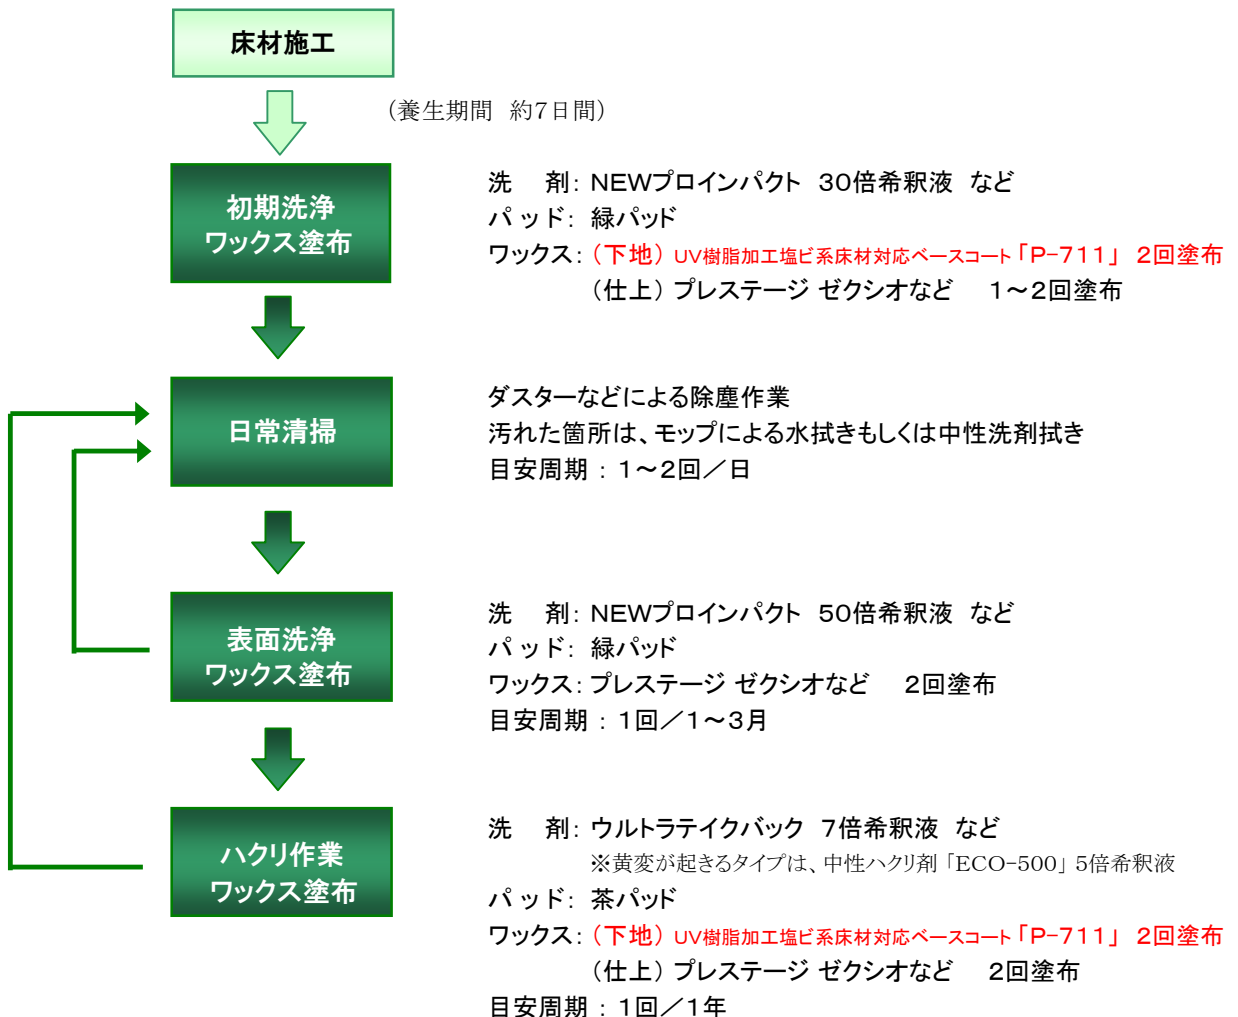 床材施工
(養生期間 約7日間)
初期洗浄
ワックス塗布
洗 剤: NEWプロインパクト 30倍希釈液 など
パッド: 緑パッド
ワックス: (下地) UV樹脂加工塩ビ系床材対応ベースコート「P-711」 2回塗布
(仕上) プレステージ ゼクシオなど 1～2回塗布
日常清掃
ダスターなどによる除塵作業
汚れた箇所は、モップによる水拭きもしくは中性洗剤拭き
目安周期 : 1～2回／日
表面洗浄
ワックス塗布
洗 剤: NEWプロインパクト 50倍希釈液 など
パッド: 緑パッド
ワックス: プレステージ ゼクシオなど 2回塗布
目安周期 : 1回／1～3月
ハクリ作業
ワックス塗布
洗 剤: ウルトラテイクバック 7倍希釈液 など
※黄変が起きるタイプは、中性ハクリ剤「ECO-500」5倍希釈液
パッド: 茶パッド
ワックス: (下地) UV樹脂加工塩ビ系床材対応ベースコート「P-711」 2回塗布
(仕上) プレステージ ゼクシオなど 2回塗布
目安周期 : 1回／1年